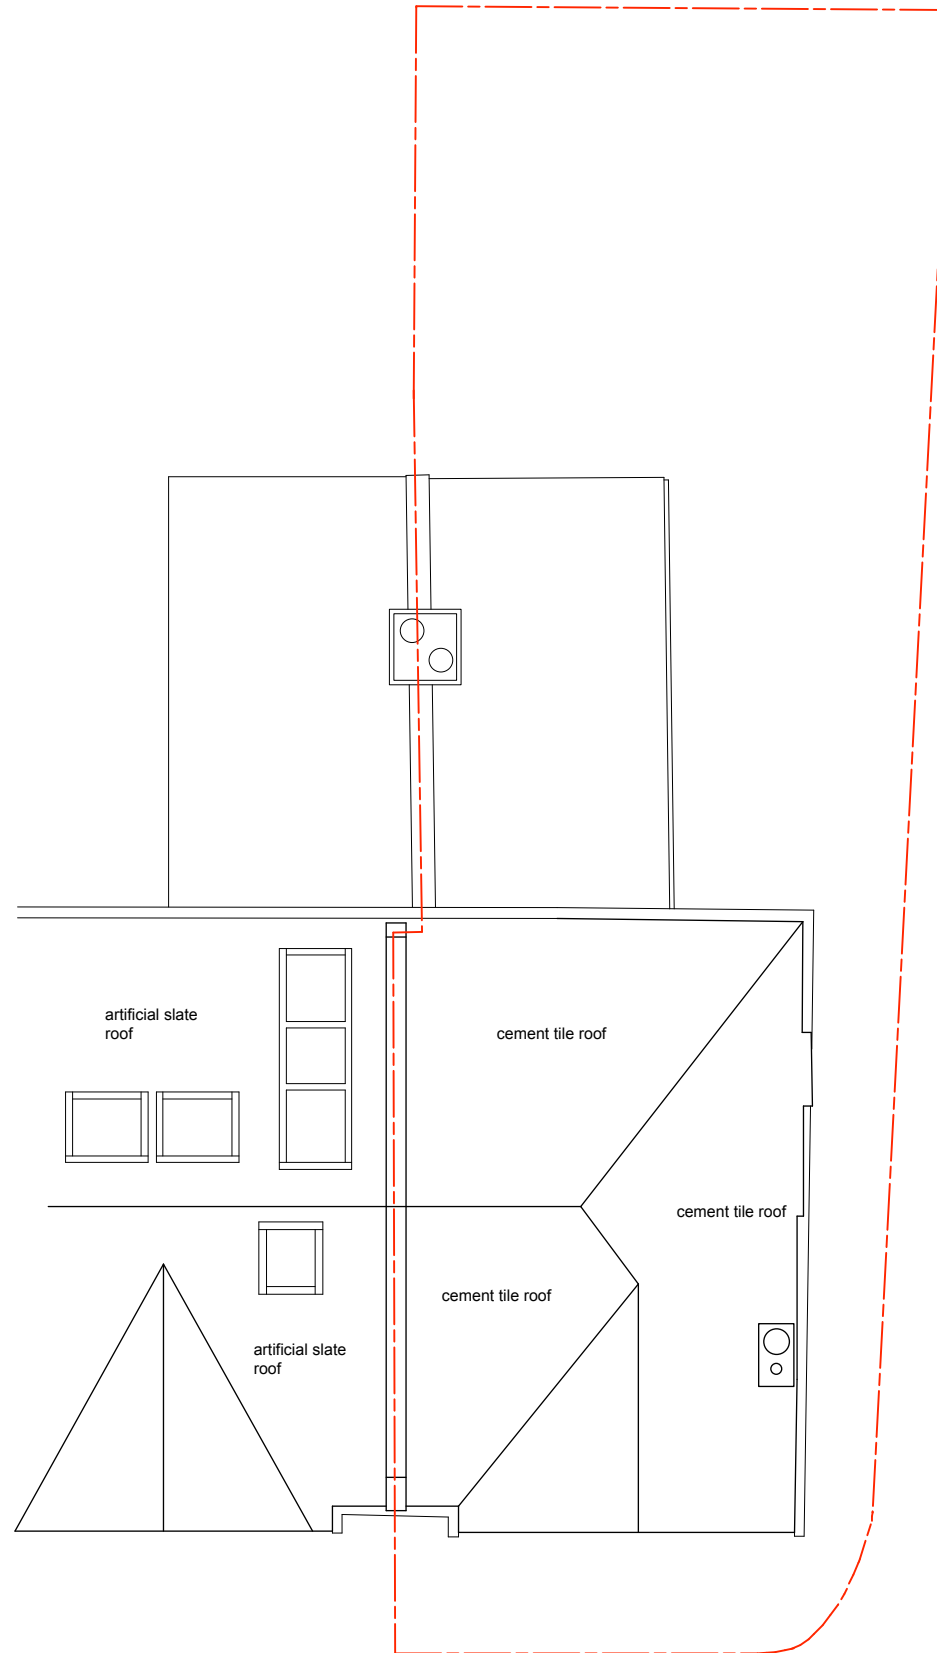 artificial slate
roof
cement tile roof
cement tile roof
cement tile roof
artificial slate
roof